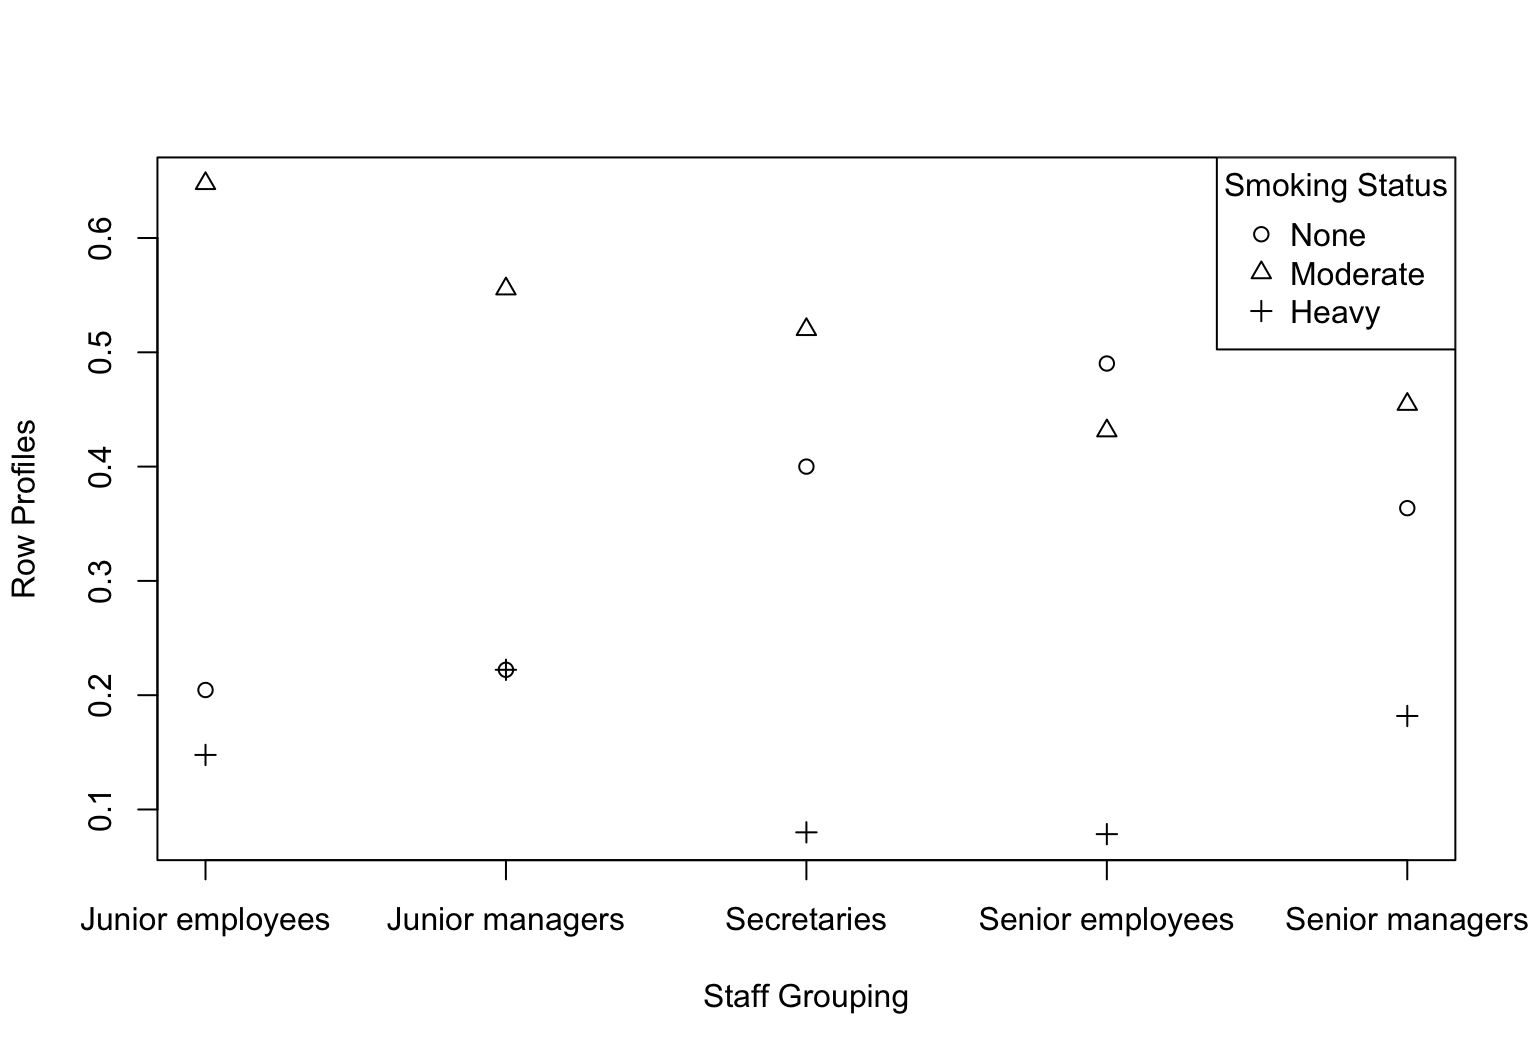 Smoking Status
None
Moderate
Heavy
Row Profiles
0.6
0.5
0.4
0.3
0.2
0.1
Junior employees
Junior managers
Secretaries
Senior employees
Senior managers
Staff Grouping